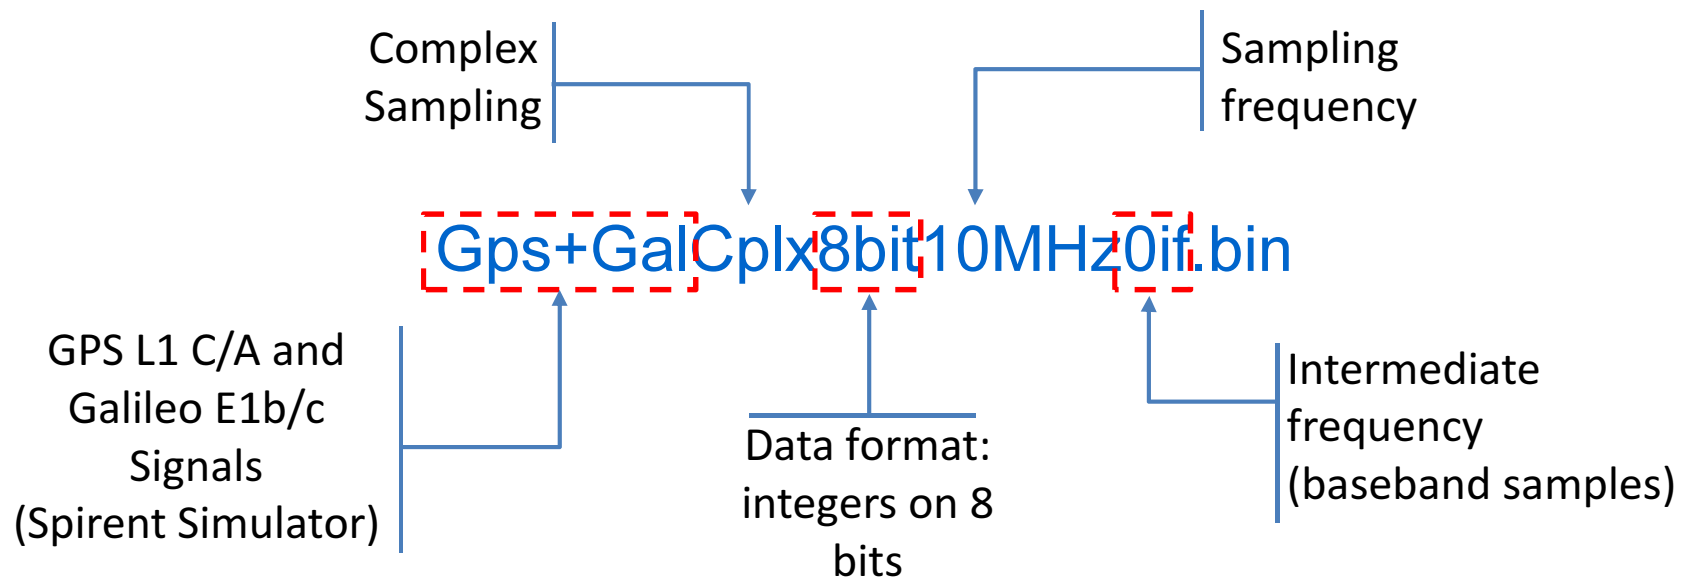 Complex
Sampling
Sampling
frequency
Gps+GalCplx8bit10MHz0if.bin
GPS L1 C/A and
Galileo E1b/c
Signals
(Spirent Simulator)
Data format:
integers on 8
bits
Intermediate
frequency
(baseband samples)